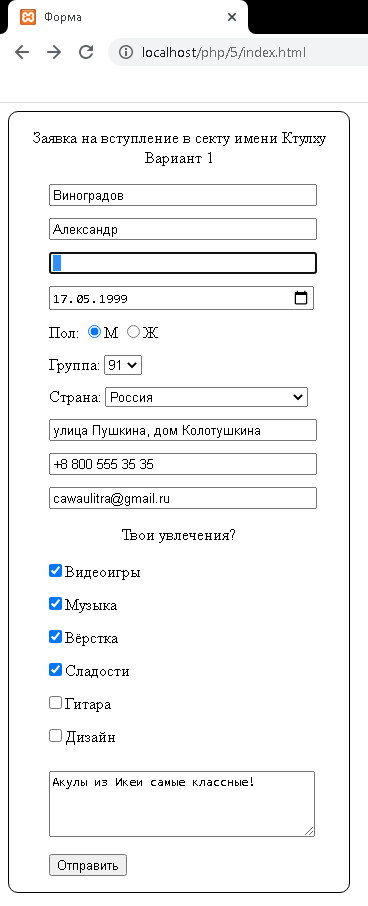 Форма
localhost/php/5/index.html
Заявка на вступление в секту имени Ктулху
Вариант 1
Виноградов
Александр
17.05.1999
Пол: М Ж
Группа: 91
Страна: Россия
улица Пушкина, дом Колотушкина
+8 800 555 35 35
cawaulitra@gmail.ru
Твои увлечения?
Видеоигры
Музыка
Вёрстка
Сладости
Гитара
Дизайн
Акулы из Икеи самые классные!
Отправить